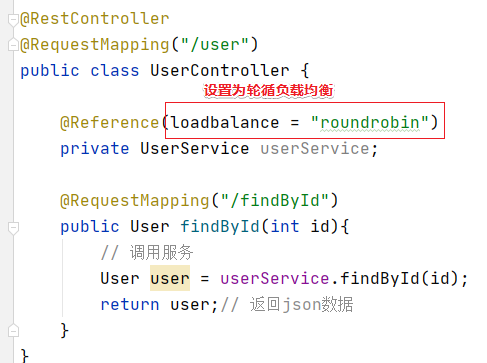 @RestController
@RequestMapping("/user")
public class UserController {
设置为轮循负载均衡
@Reference(loadbalance = "roundrobin")
private UserService userService;
@RequestMapping("/findById")
public User findById(int id){
// 调用服务
User user = userService.findById(id);
return user;// 返回json数据
}
}